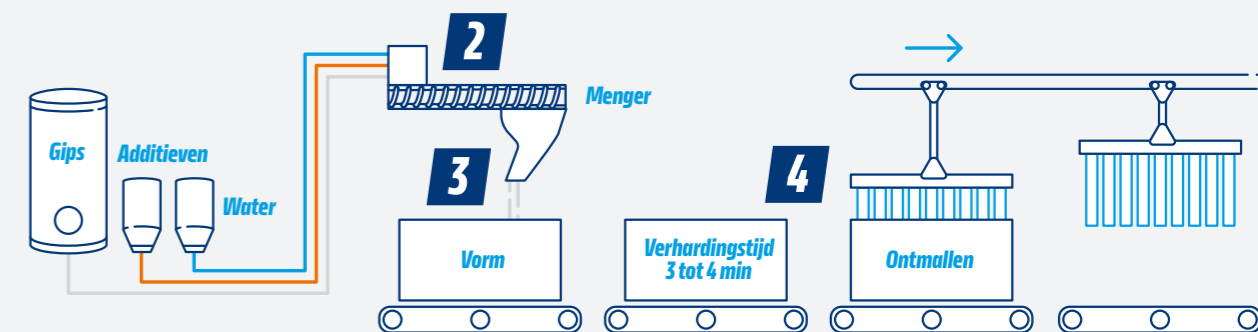 2
Menger
Gips
Additieven
Water
3
Vorm
Verhardingstijd
3 tot 4 min
4
Ontmallen